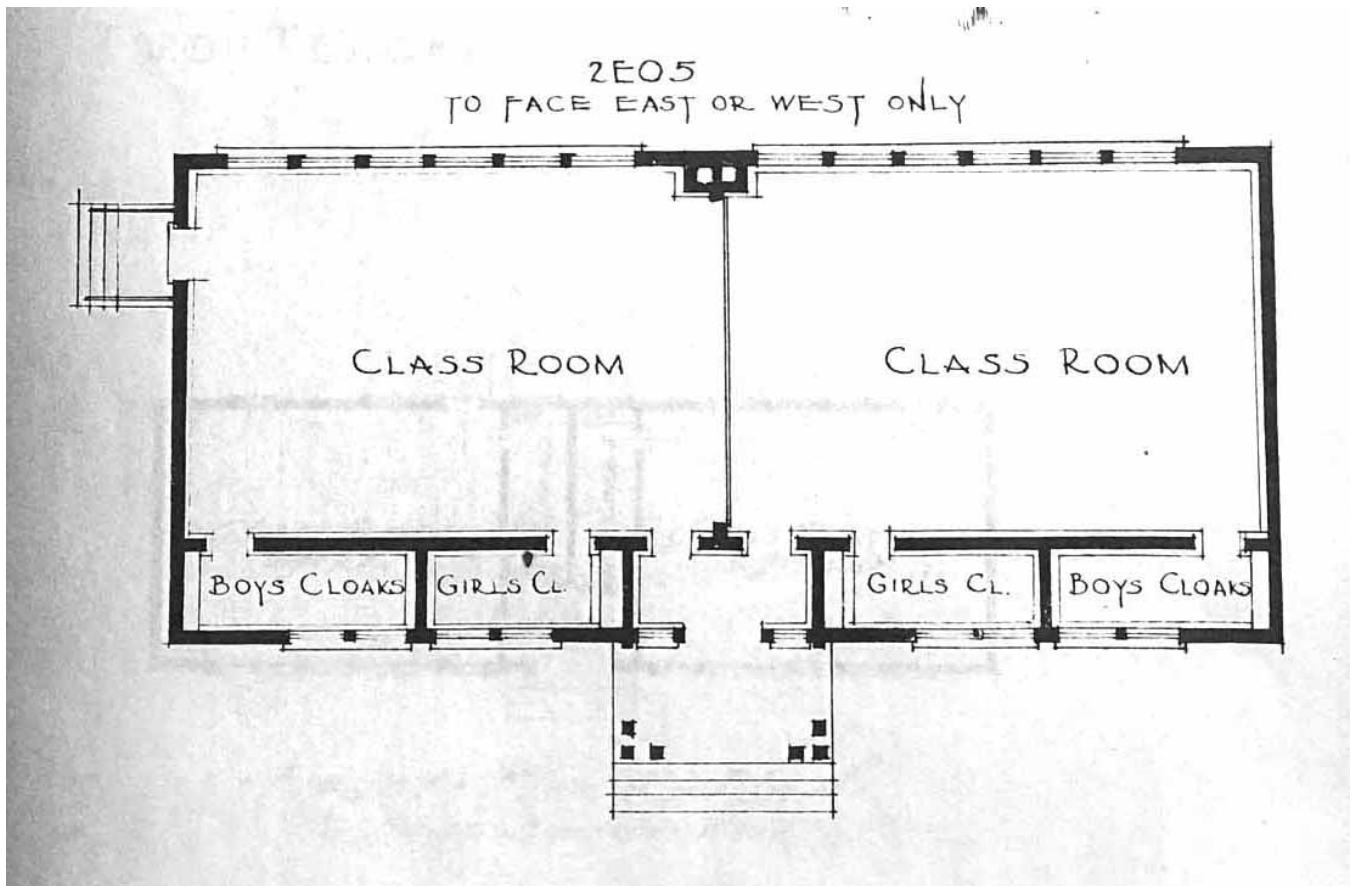 2E05
TO FACE EAST OR WEST ONLY
CLASS ROOM
CLASS ROOM
BOYS CLOAKS
GIRLS CL.
GIRLS CL.
BOYS CLOAKS